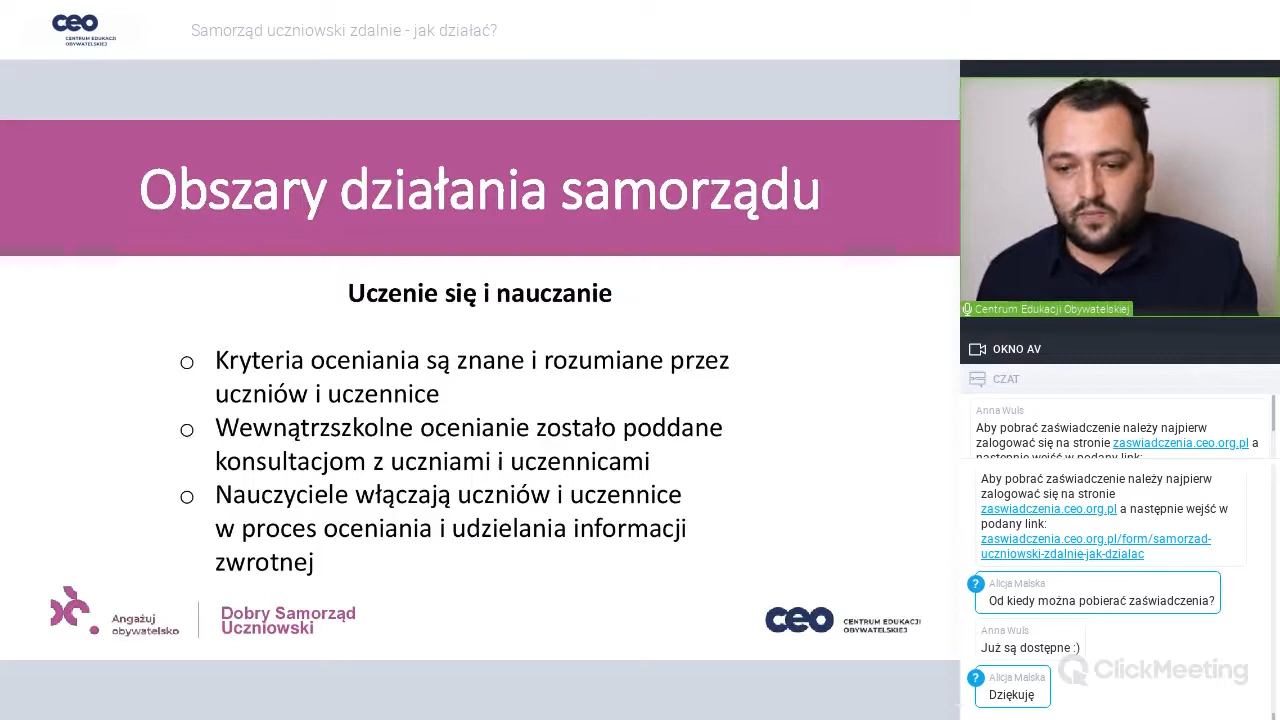 ceo
CENTRUM EDUKACJI
OBYWATELSKIEJ
Samorząd uczniowski zdalnie - jak działać?
Obszary działania samorządu
Uczenie się i nauczanie
o Kryteria oceniania są znane i rozumiane przez
uczniów i uczennice
o Wewnątrzszkolne ocenianie zostało poddane
konsultacjom z uczniami i uczennicami
o Nauczyciele włączają uczniów i uczennice
w proces oceniania i udzielania informacji
zwrotnej
Angażuj
obywatelsko
Dobry Samorząd
Uczniowski
ceo
CENTRUM EDUKACJI
OBYWATELSKIEJ
Centrum Edukacji Obywatelskiej
OKNO AV
CZAT
Anna Wuls
Aby pobrać zaświadczenie należy najpierw
zalogować się na stronie zaswiadczenia.ceo.org.pl a
następnie wejść w podany link:
Aby pobrać zaświadczenie należy najpierw
zalogować się na stronie
zaswiadczenia.ceo.org.pl a następnie wejść w
podany link:
zaswiadczenia.ceo.org.pl/form/samorzad-
uczniowski-zdalnie-jak-dzialac
? Alicja Malska
Od kiedy można pobierać zaświadczenia?
Anna Wuls
Już są dostępne :)
? Alicja Malska
Dziękuję
ClickMeeting